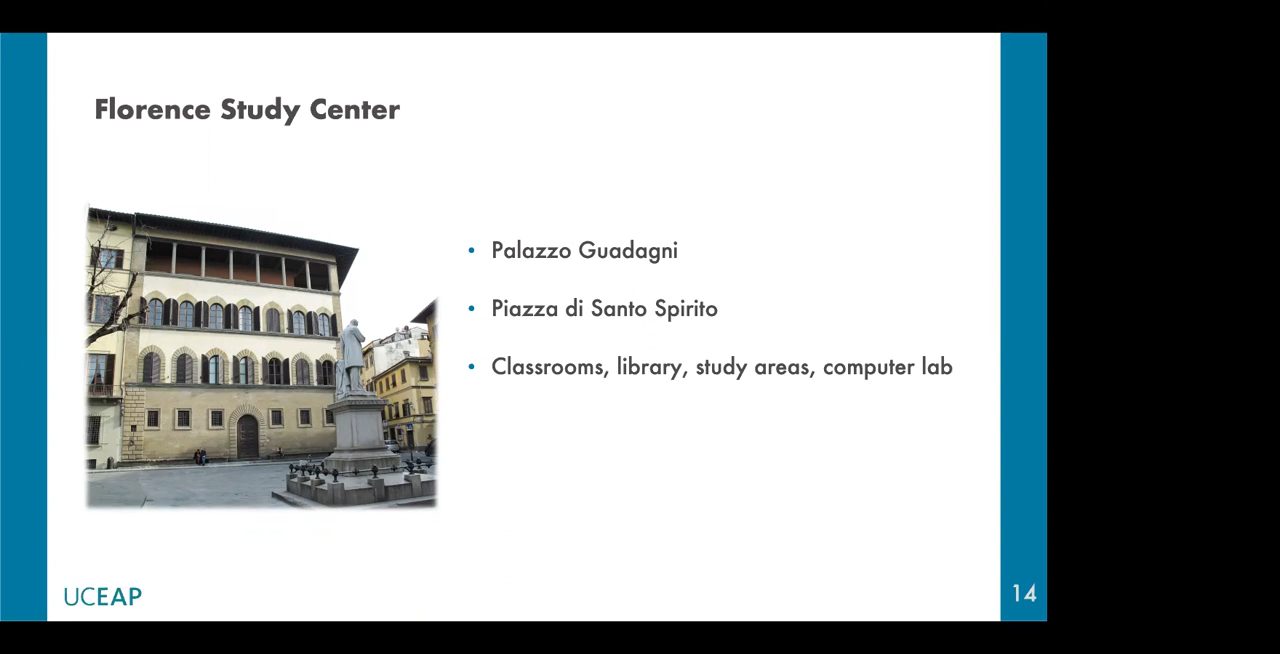 Florence Study Center
• Palazzo Guadagni
• Piazza di Santo Spirito
• Classrooms, library, study areas, computer lab
UCEAP
14